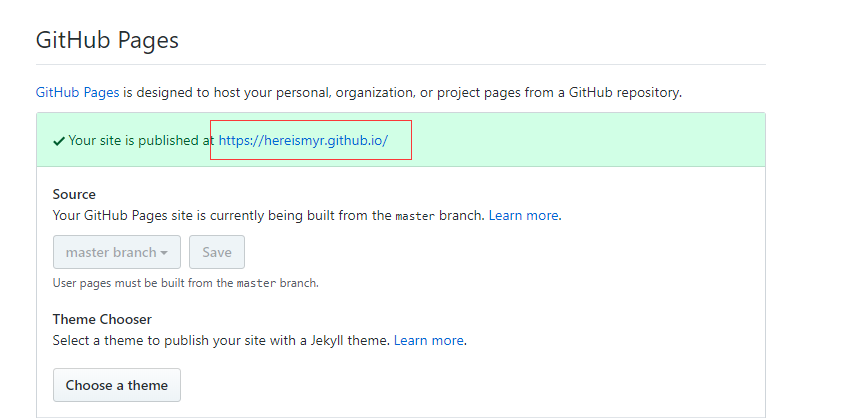 GitHub Pages
GitHub Pages is designed to host your personal, organization, or project pages from a GitHub repository.
Your site is published at https://hereismyr.github.io/
Source
Your GitHub Pages site is currently being built from the master branch. Learn more.
master branch
Save
User pages must be built from the master branch.
Theme Chooser
Select a theme to publish your site with a Jekyll theme. Learn more.
Choose a theme